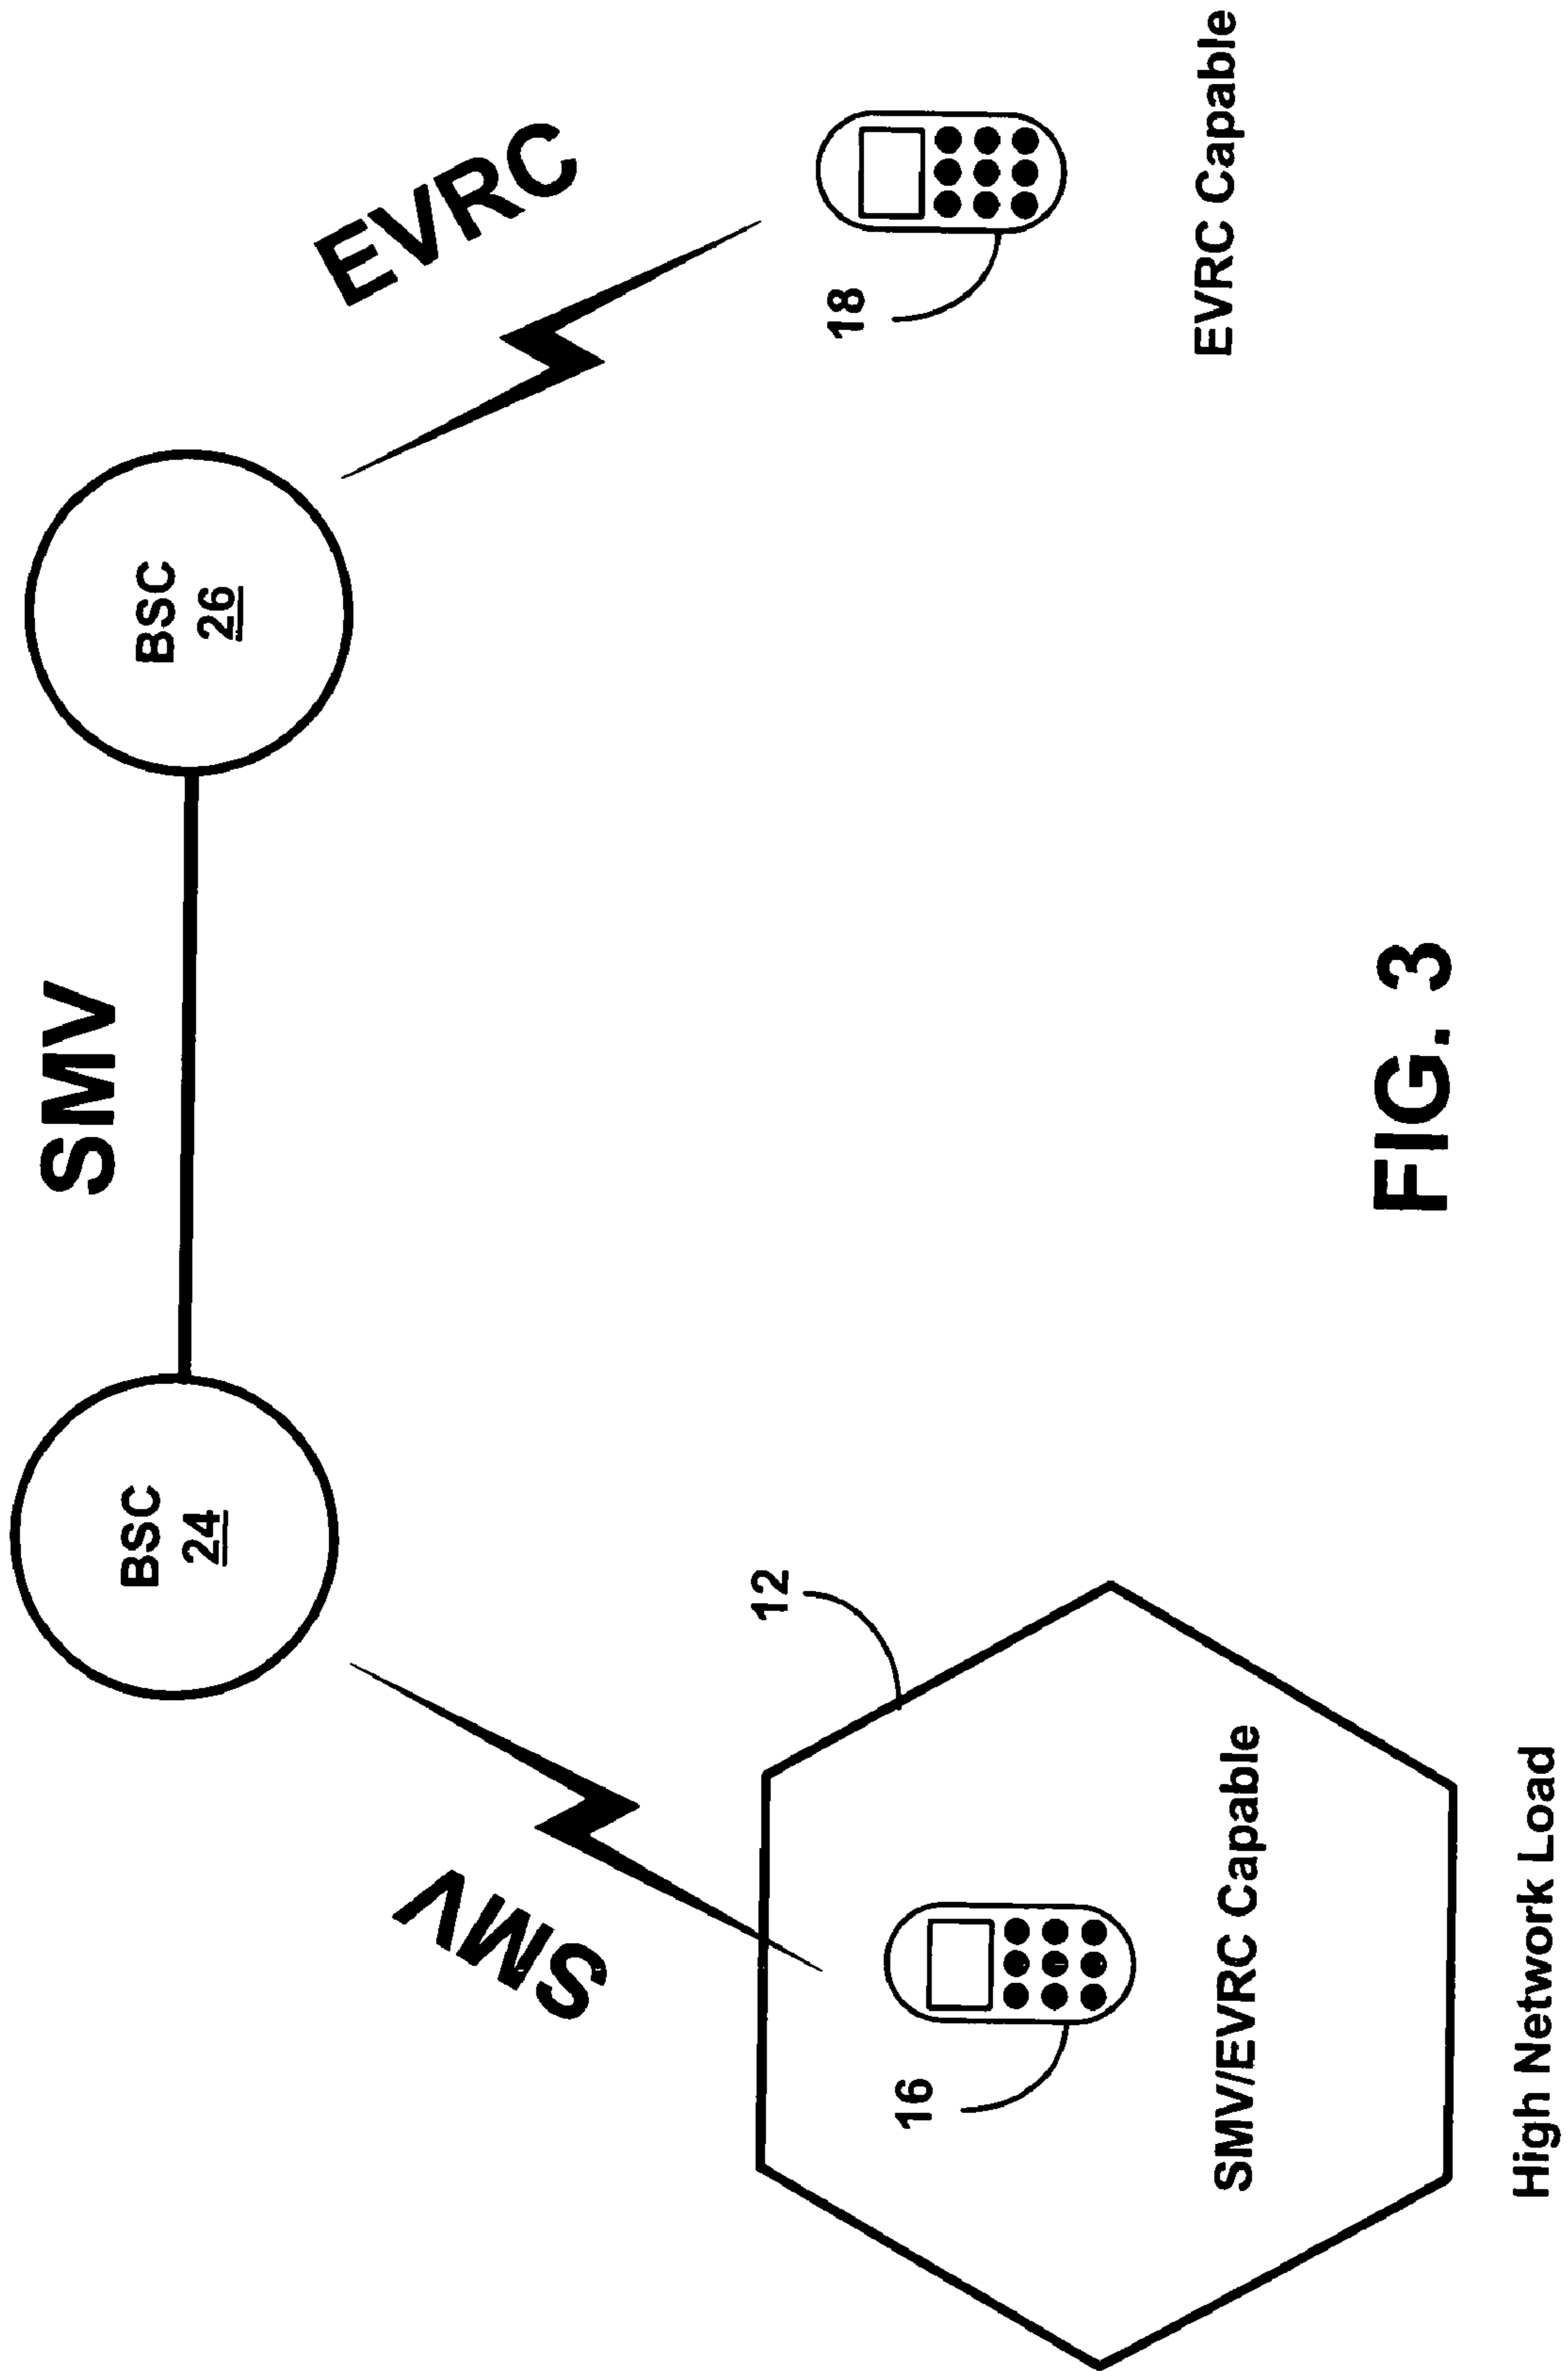 SMV
BSC
24
BSC
26
SMV
EVRC
12
16
18
SMV/EVRC Capable
EVRC Capable
High Network Load
FIG. 3